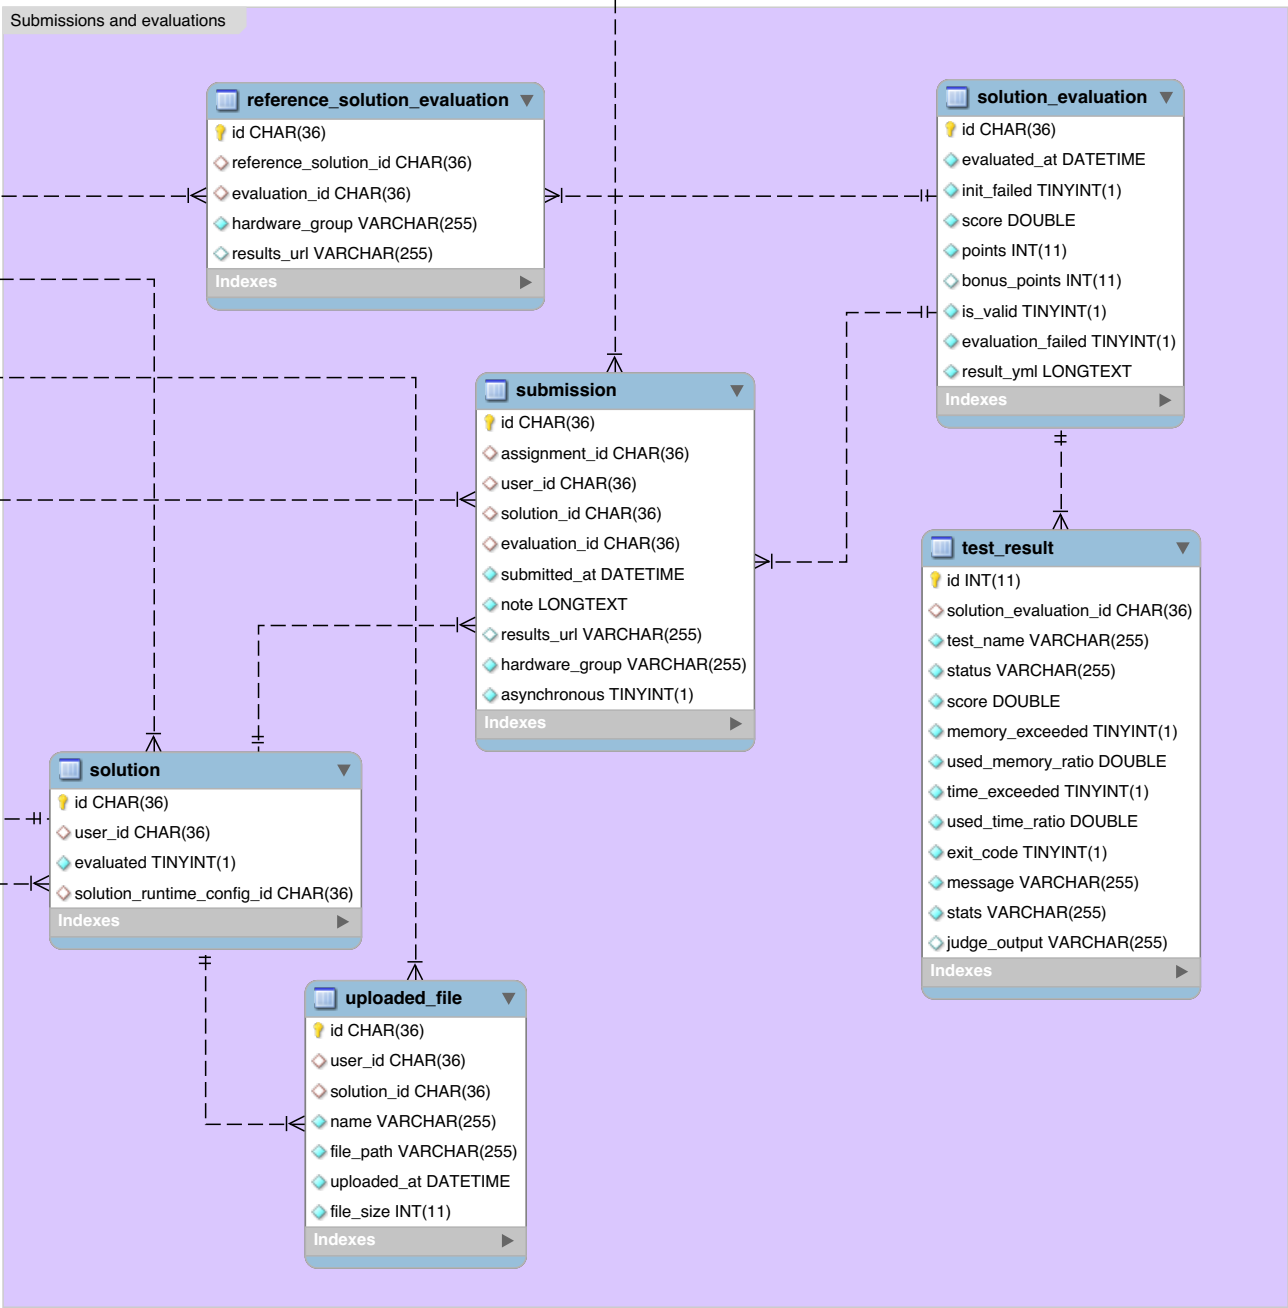 Submissions and evaluations
reference_solution_evaluation
id CHAR(36)
reference_solution_id CHAR(36)
evaluation_id CHAR(36)
hardware_group VARCHAR(255)
results_url VARCHAR(255)
Indexes
solution_evaluation
id CHAR(36)
evaluated_at DATETIME
init_failed TINYINT(1)
score DOUBLE
points INT(11)
bonus_points INT(11)
is_valid TINYINT(1)
evaluation_failed TINYINT(1)
result_yml LONGTEXT
Indexes
submission
id CHAR(36)
assignment_id CHAR(36)
user_id CHAR(36)
solution_id CHAR(36)
evaluation_id CHAR(36)
submitted_at DATETIME
note LONGTEXT
results_url VARCHAR(255)
hardware_group VARCHAR(255)
asynchronous TINYINT(1)
Indexes
test_result
id INT(11)
solution_evaluation_id CHAR(36)
test_name VARCHAR(255)
status VARCHAR(255)
score DOUBLE
memory_exceeded TINYINT(1)
used_memory_ratio DOUBLE
time_exceeded TINYINT(1)
used_time_ratio DOUBLE
exit_code TINYINT(1)
message VARCHAR(255)
stats VARCHAR(255)
judge_output VARCHAR(255)
Indexes
solution
id CHAR(36)
user_id CHAR(36)
evaluated TINYINT(1)
solution_runtime_config_id CHAR(36)
Indexes
uploaded_file
id CHAR(36)
user_id CHAR(36)
solution_id CHAR(36)
name VARCHAR(255)
file_path VARCHAR(255)
uploaded_at DATETIME
file_size INT(11)
Indexes